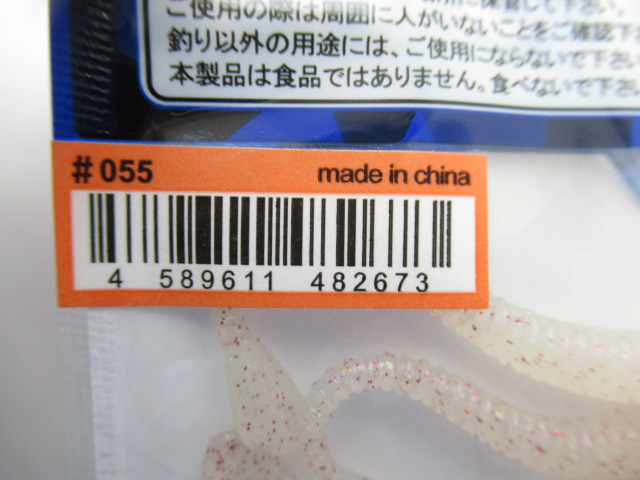 ご使用の際は周囲に人がいないことをご確認下
釣り以外の用途には、ご使用にならないで下さ
本製品は食品ではありません。食べないで下さ
#055
made in china
4 589611 482673